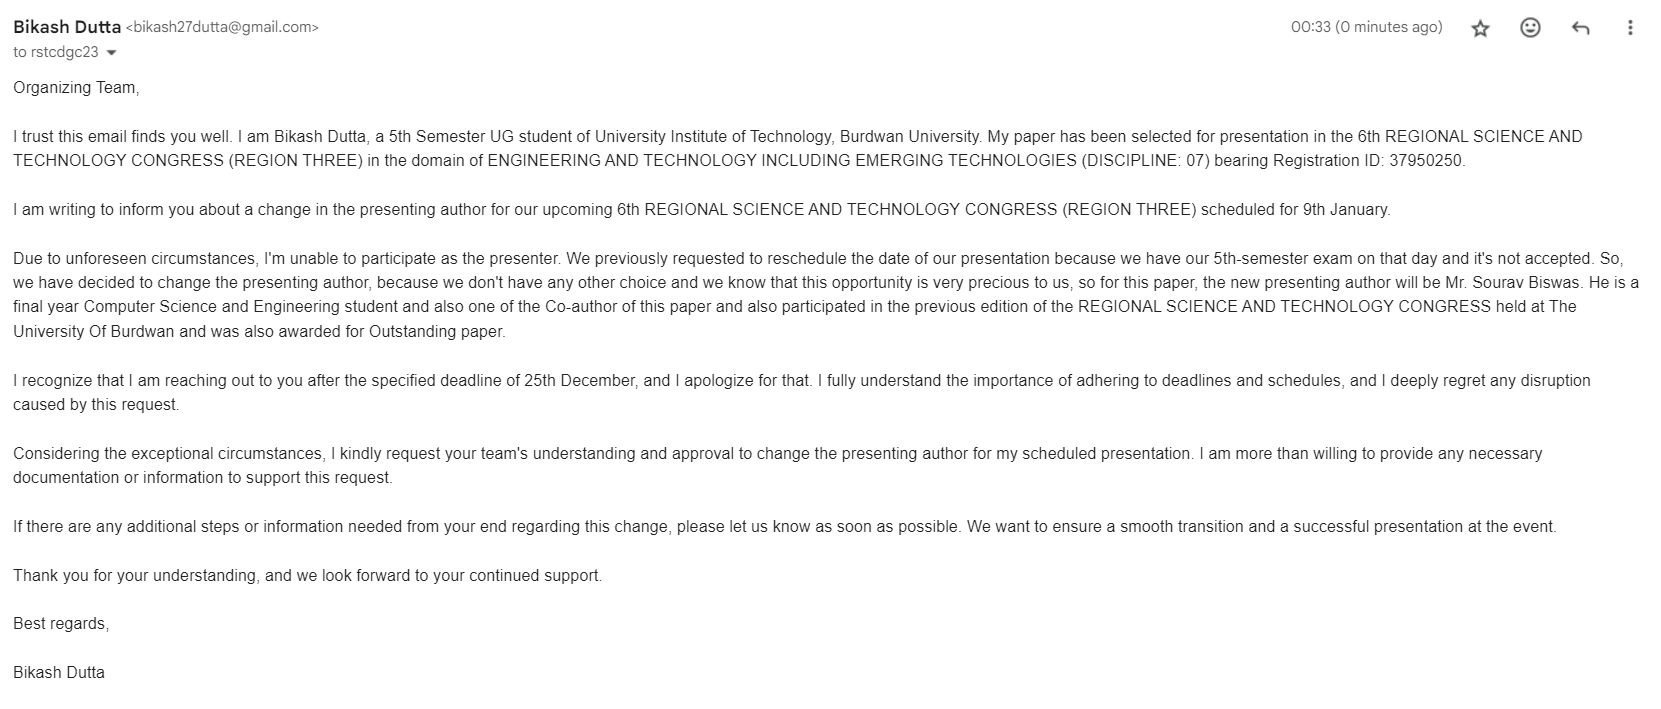 Bikash Dutta <bikash27dutta@gmail.com> 00:33 (0 minutes ago)
to rstcdgc23
Organizing Team,
I trust this email finds you well. I am Bikash Dutta, a 5th Semester UG student of University Institute of Technology, Burdwan University. My paper has been selected for presentation in the 6th REGIONAL SCIENCE AND
TECHNOLOGY CONGRESS (REGION THREE) in the domain of ENGINEERING AND TECHNOLOGY INCLUDING EMERGING TECHNOLOGIES (DISCIPLINE: 07) bearing Registration ID: 37950250.
I am writing to inform you about a change in the presenting author for our upcoming 6th REGIONAL SCIENCE AND TECHNOLOGY CONGRESS (REGION THREE) scheduled for 9th January.
Due to unforeseen circumstances, I'm unable to participate as the presenter. We previously requested to reschedule the date of our presentation because we have our 5th-semester exam on that day and it's not accepted. So,
we have decided to change the presenting author, because we don't have any other choice and we know that this opportunity is very precious to us, so for this paper, the new presenting author will be Mr. Sourav Biswas. He is a
final year Computer Science and Engineering student and also one of the Co-author of this paper and also participated in the previous edition of the REGIONAL SCIENCE AND TECHNOLOGY CONGRESS held at The
University Of Burdwan and was also awarded for Outstanding paper.
I recognize that I am reaching out to you after the specified deadline of 25th December, and I apologize for that. I fully understand the importance of adhering to deadlines and schedules, and I deeply regret any disruption
caused by this request.
Considering the exceptional circumstances, I kindly request your team's understanding and approval to change the presenting author for my scheduled presentation. I am more than willing to provide any necessary
documentation or information to support this request.
If there are any additional steps or information needed from your end regarding this change, please let us know as soon as possible. We want to ensure a smooth transition and a successful presentation at the event.
Thank you for your understanding, and we look forward to your continued support.
Best regards,
Bikash Dutta